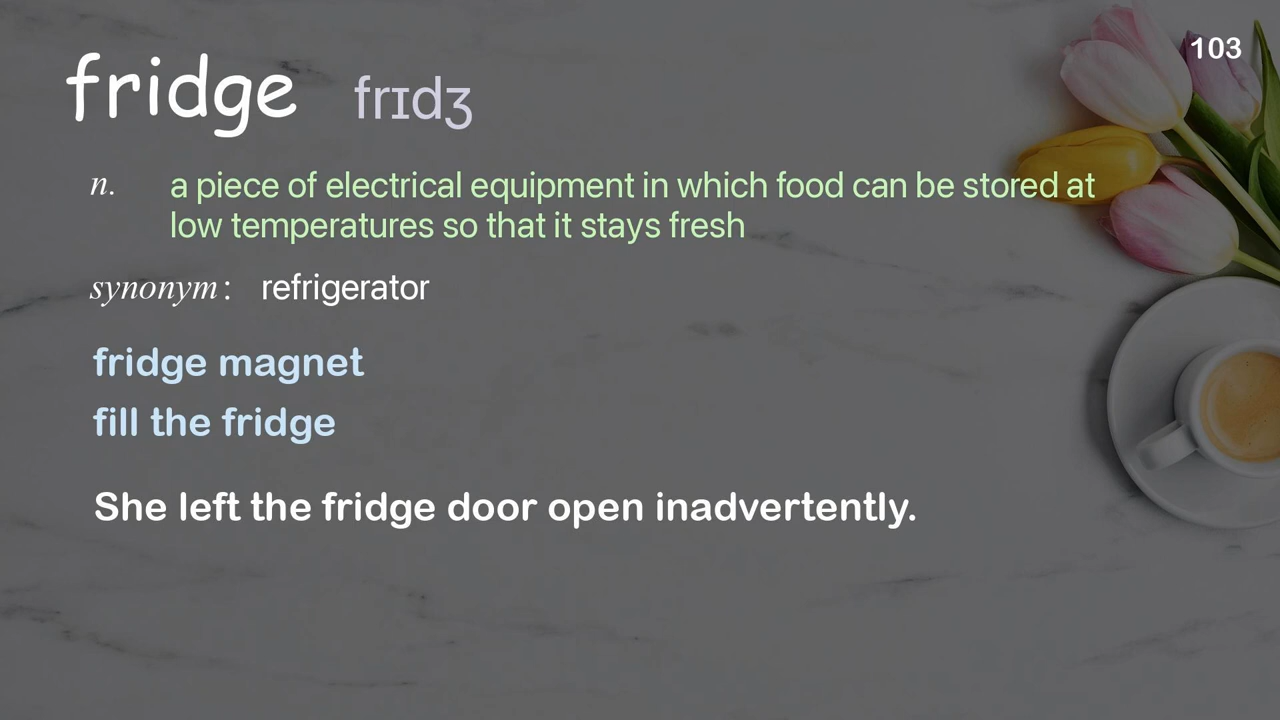 103
fridge frɪdʒ
n. a piece of electrical equipment in which food can be stored at
low temperatures so that it stays fresh
synonym: refrigerator
fridge magnet
fill the fridge
She left the fridge door open inadvertently.